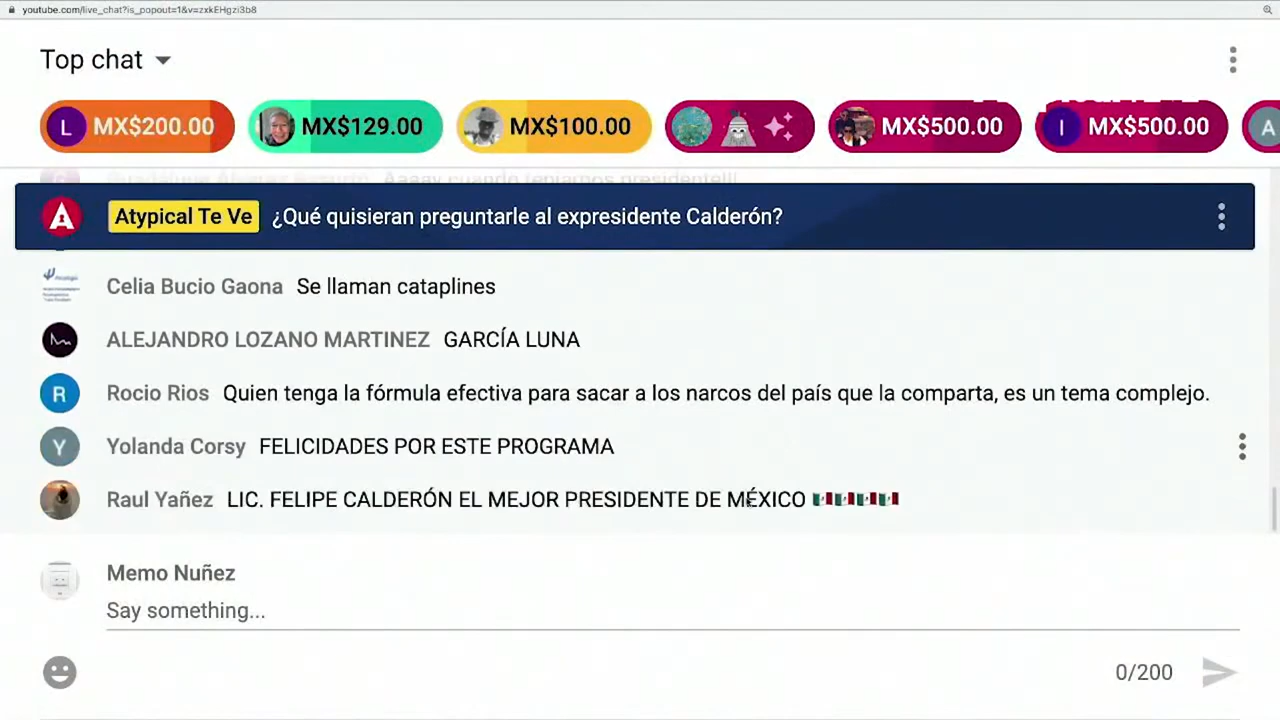 youtube.com/live_chat?is_popout=1&v=zxkEHgzi3b8
Top chat
L MX$200.00 MX$129.00 MX$100.00 MX$500.00 I MX$500.00 A
Atypical Te Ve ¿Qué quisieran preguntarle al expresidente Calderón?
Celia Bucio Gaona Se llaman cataplines
ALEJANDRO LOZANO MARTINEZ GARCÍA LUNA
R Rocio Rios Quien tenga la fórmula efectiva para sacar a los narcos del país que la comparta, es un tema complejo.
Y Yolanda Corsy FELICIDADES POR ESTE PROGRAMA
Raul Yañez LIC. FELIPE CALDERÓN EL MEJOR PRESIDENTE DE MÉXICO 🇲🇽🇲🇽🇲🇽🇲🇽
Memo Nuñez
Say something...
0/200